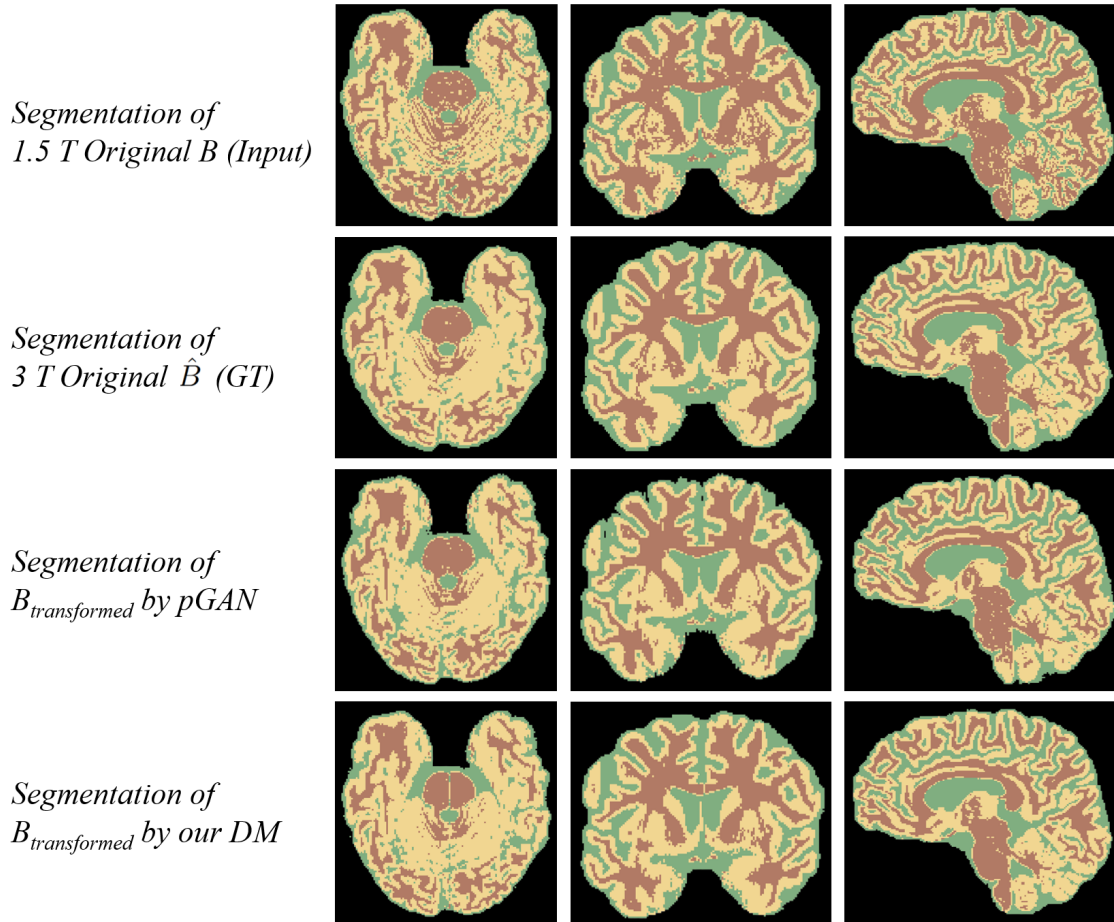 Segmentation of
1.5 T Original B (Input)
Segmentation of
3 T Original B̂ (GT)
Segmentation of
B_transformed by pGAN
Segmentation of
B_transformed by our DM